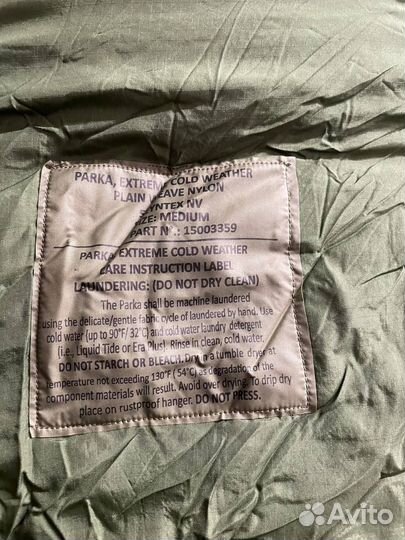 PARKA, EXTREME COLD WEATHER
PLAIN WEAVE NYLON
SYNTEX NV
SIZE: MEDIUM
PART Nº.: 15003359
PARKA, EXTREME COLD WEATHER
CARE INSTRUCTION LABEL
LAUNDERING: (DO NOT DRY CLEAN)
The Parka shall be machine laundered
using the delicate/gentle fabric cycle of laundered by hand. Use
cold water (up to 90°F/ 32°C) and cold water laundry detergent
(i.e., Liquid Tide or Era Plus). Rinse in clean, cold water.
DO NOT STARCH OR BLEACH. Dry in a tumble dryer at
temperature not exceeding 130°F ( 54°C) as degradation of the
component materials will result. Avoid over drying. To drip dry
place on rustproof hanger. DO NOT PRESS.
Avito